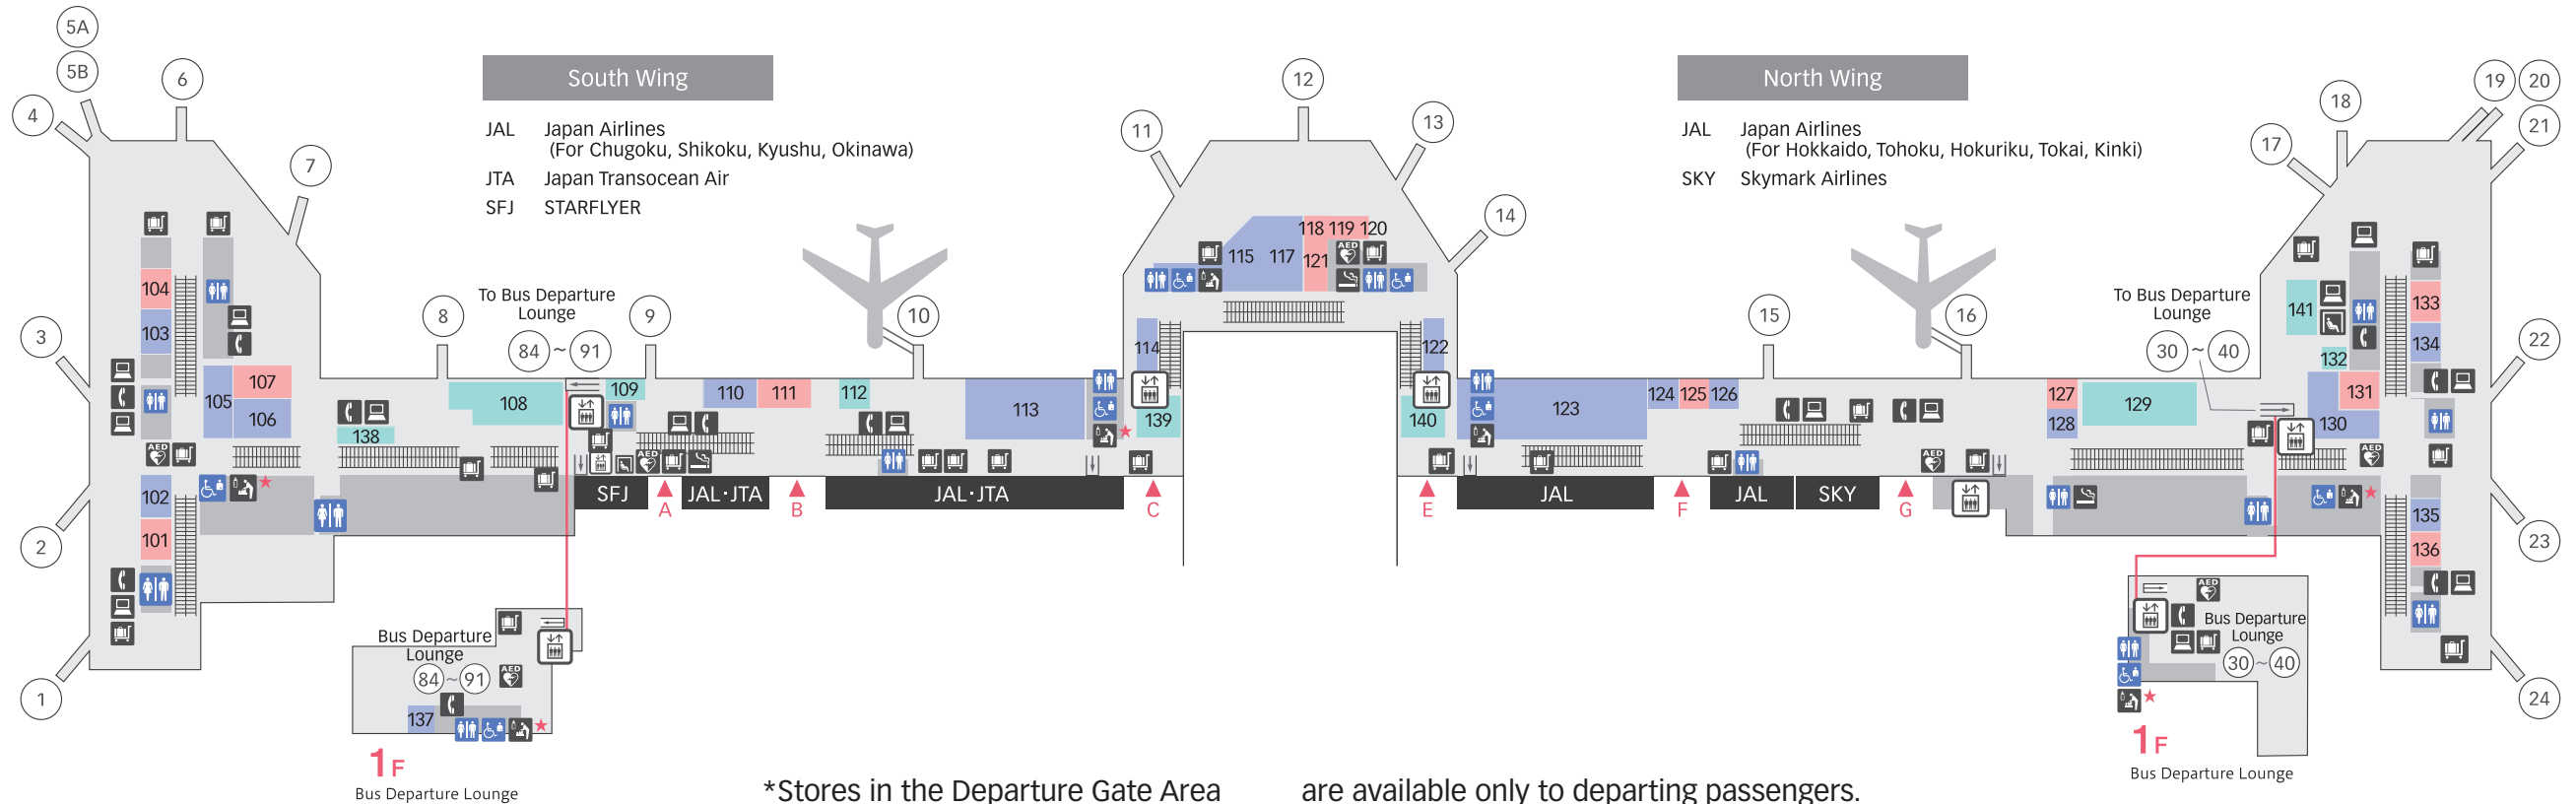 5A
5B
4
6
7
South Wing
JAL Japan Airlines
(For Chugoku, Shikoku, Kyushu, Okinawa)
JTA Japan Transocean Air
SFJ STARFLYER
12
11
13
14
North Wing
JAL Japan Airlines
(For Hokkaido, Tohoku, Hokuriku, Tokai, Kinki)
SKY Skymark Airlines
19 20
18
21
17
104
103
3
107
105
106
8
To Bus Departure
Lounge
84 ~ 91
9
10
108
109
138
110
111
112
113
114
139
115
117
118 119 120
AED
121
122
140
123
124 125 126
15
16
127
128
129
To Bus Departure
Lounge
30 ~ 40
141
132
131
130
133
134
22
AED
AED
AED
AED
102
101
2
1
SFJ
A
JAL·JTA
B
JAL·JTA
C
E
JAL
F
JAL
SKY
G
135
136
23
24
Bus Departure
Lounge
84 ~ 91
AED
137
1F
Bus Departure Lounge
AED
Bus Departure
Lounge
30 ~ 40
1F
Bus Departure Lounge
*Stores in the Departure Gate Area are available only to departing passengers.